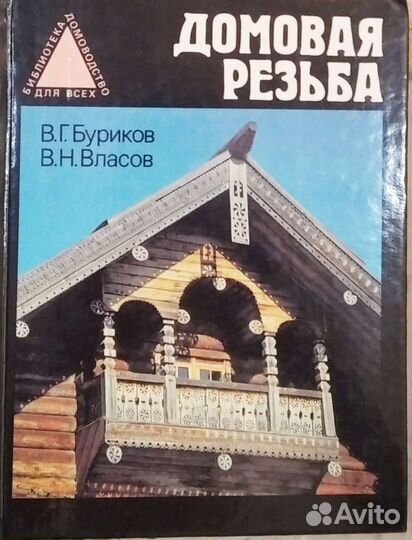 БИБЛИОТЕКА
ДОМОВОДСТВО
ДЛЯ ВСЕХ
ДОМОВАЯ
РЕЗЬБА
В.Г. Буриков
В.Н. Власов
Avito